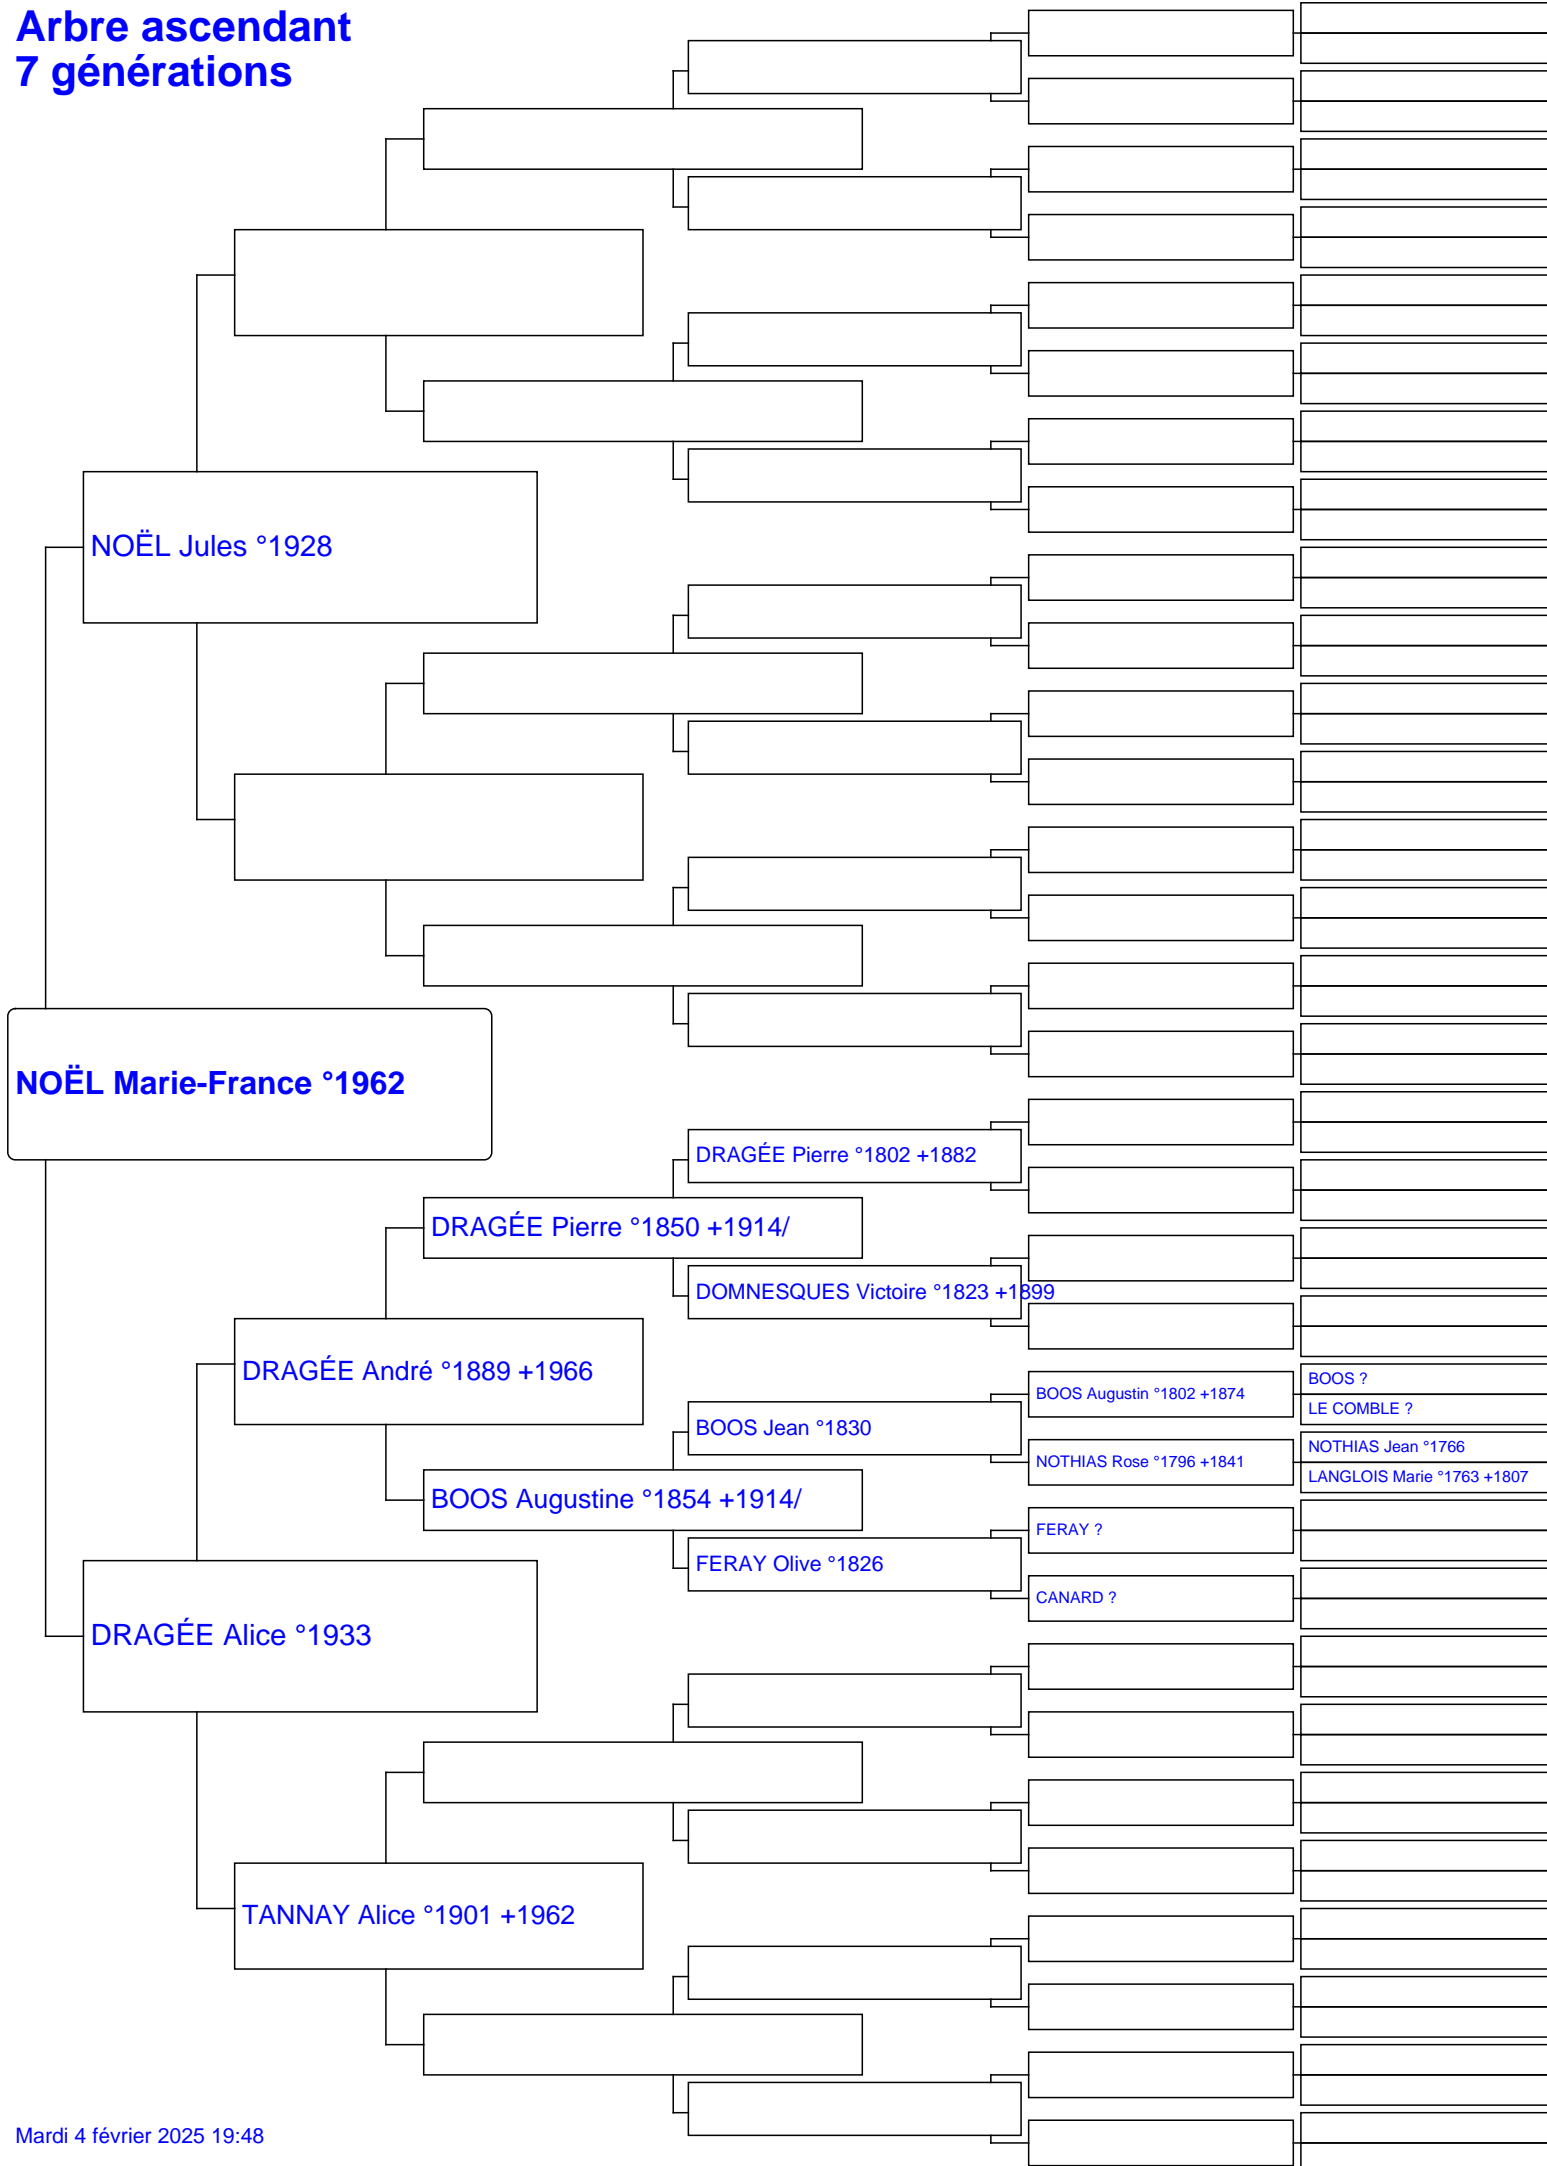 Arbre ascendant
7 générations
NOËL Jules °1928
NOËL Marie-France °1962
DRAGÉE Pierre °1802 +1882
DRAGÉE Pierre °1850 +1914/
DOMNESQUES Victoire °1823 +1899
DRAGÉE André °1889 +1966
BOOS ?
BOOS Augustin °1802 +1874
LE COMBLE ?
BOOS Jean °1830
NOTHIAS Jean °1766
NOTHIAS Rose °1796 +1841
LANGLOIS Marie °1763 +1807
BOOS Augustine °1854 +1914/
FERAY ?
FERAY Olive °1826
CANARD ?
DRAGÉE Alice °1933
TANNAY Alice °1901 +1962
Mardi 4 février 2025 19:48